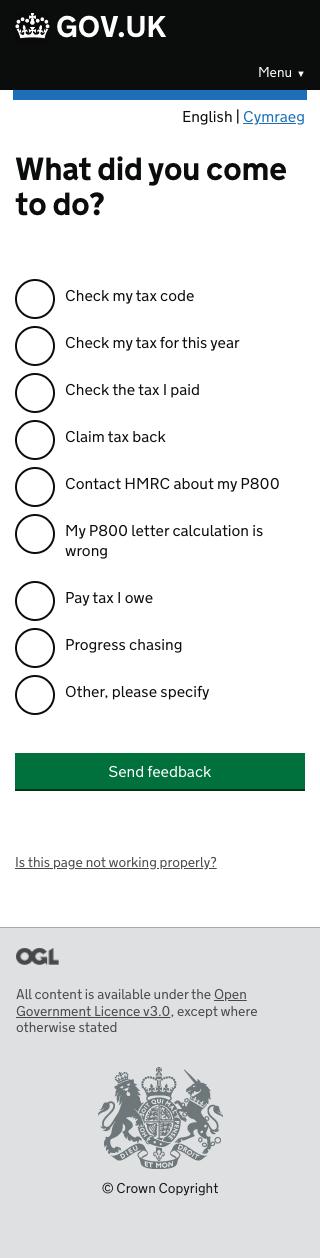 GOV.UK
Menu ▼
English | Cymraeg
What did you come
to do?
Check my tax code
Check my tax for this year
Check the tax I paid
Claim tax back
Contact HMRC about my P800
My P800 letter calculation is
wrong
Pay tax I owe
Progress chasing
Other, please specify
Send feedback
Is this page not working properly?
OGL
All content is available under the Open
Government Licence v3.0, except where
otherwise stated
DIEU ET MON DROIT
© Crown Copyright